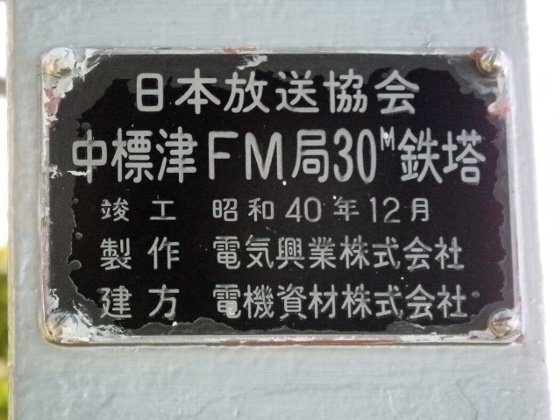 日本放送協会
中標津FM局30M鉄塔
竣工 昭和40年12月
製作 電気興業株式会社
建方 電機資材株式会社